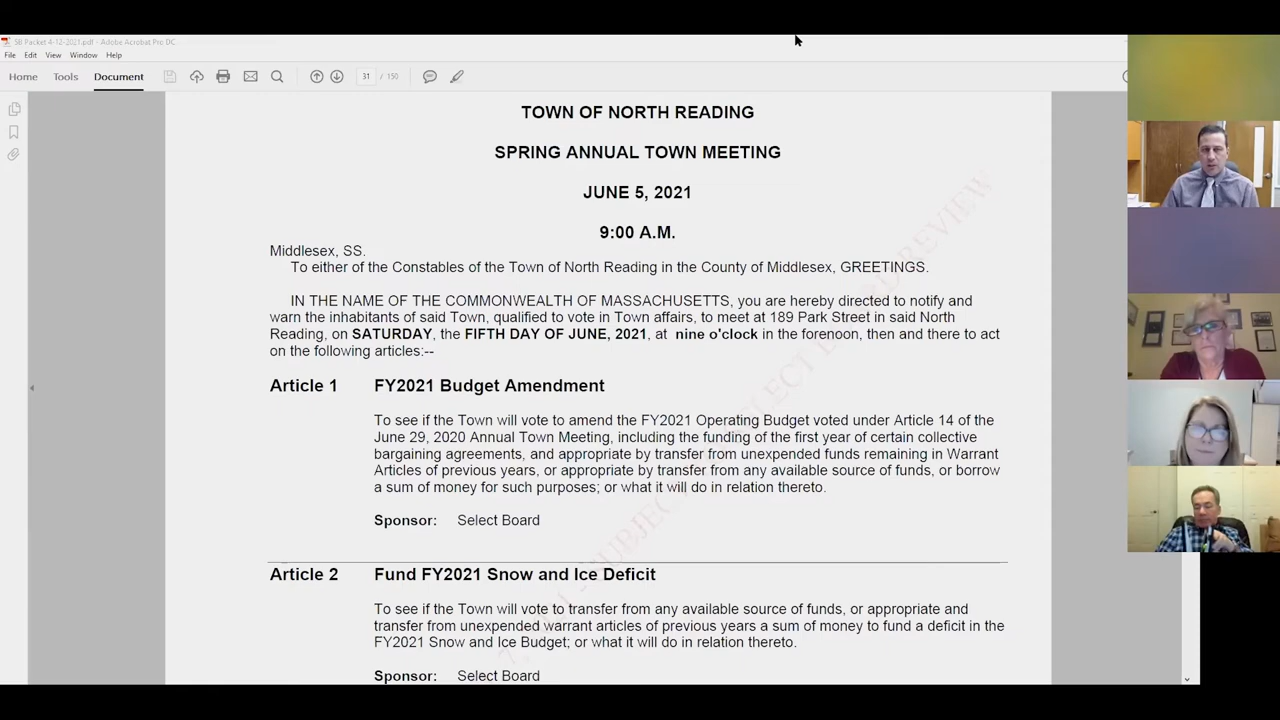 SB Packet 4-12-2021.pdf - Adobe Acrobat Pro DC
File Edit View Window Help
Home Tools Document 31 / 150
TOWN OF NORTH READING
SPRING ANNUAL TOWN MEETING
JUNE 5, 2021
9:00 A.M.
Middlesex, SS.
To either of the Constables of the Town of North Reading in the County of Middlesex, GREETINGS.
IN THE NAME OF THE COMMONWEALTH OF MASSACHUSETTS, you are hereby directed to notify and
warn the inhabitants of said Town, qualified to vote in Town affairs, to meet at 189 Park Street in said North
Reading, on SATURDAY, the FIFTH DAY OF JUNE, 2021, at nine o'clock in the forenoon, then and there to act
on the following articles:--
Article 1 FY2021 Budget Amendment
To see if the Town will vote to amend the FY2021 Operating Budget voted under Article 14 of the
June 29, 2020 Annual Town Meeting, including the funding of the first year of certain collective
bargaining agreements, and appropriate by transfer from unexpended funds remaining in Warrant
Articles of previous years, or appropriate by transfer from any available source of funds, or borrow
a sum of money for such purposes; or what it will do in relation thereto.
Sponsor: Select Board
Article 2 Fund FY2021 Snow and Ice Deficit
To see if the Town will vote to transfer from any available source of funds, or appropriate and
transfer from unexpended warrant articles of previous years a sum of money to fund a deficit in the
FY2021 Snow and Ice Budget; or what it will do in relation thereto.
Sponsor: Select Board